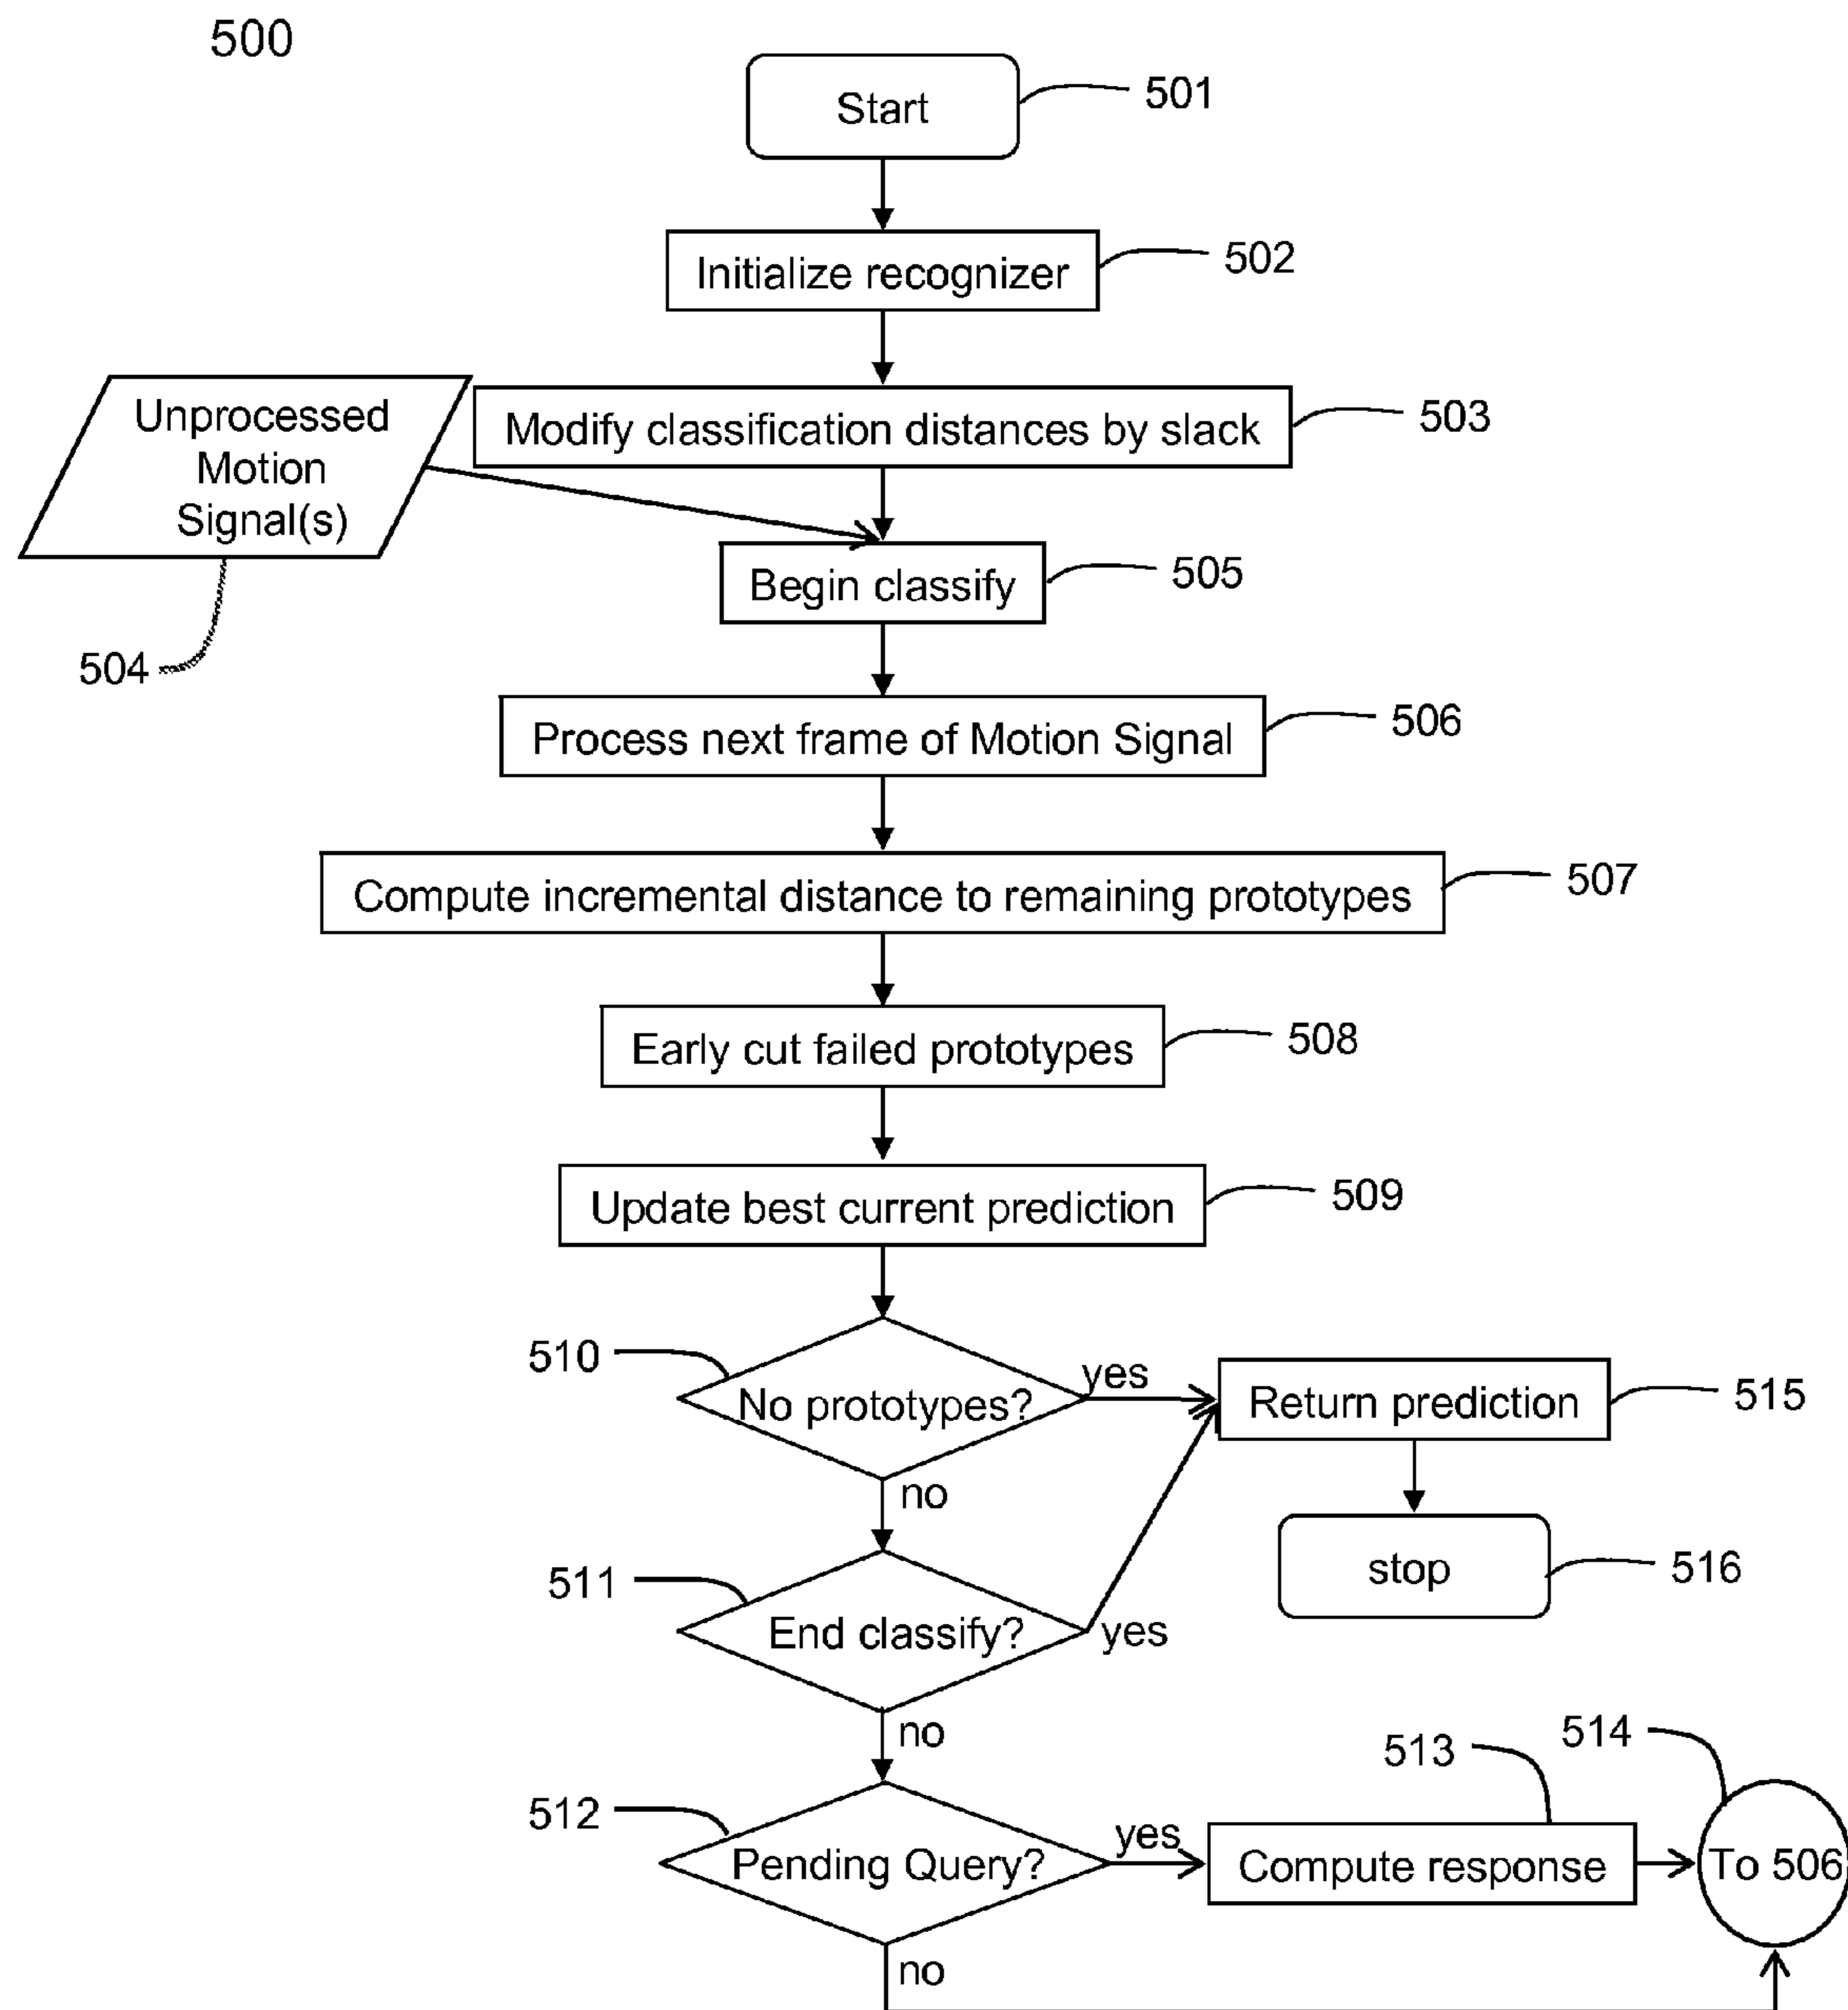 500
Start
501
Initialize recognizer
502
Unprocessed
Motion
Signal(s)
504
Modify classification distances by slack
503
Begin classify
505
Process next frame of Motion Signal
506
Compute incremental distance to remaining prototypes
507
Early cut failed prototypes
508
Update best current prediction
509
510
No prototypes?
yes
no
Return prediction
515
stop
516
511
End classify?
yes
no
512
Pending Query?
yes
no
513
Compute response
514
To 506